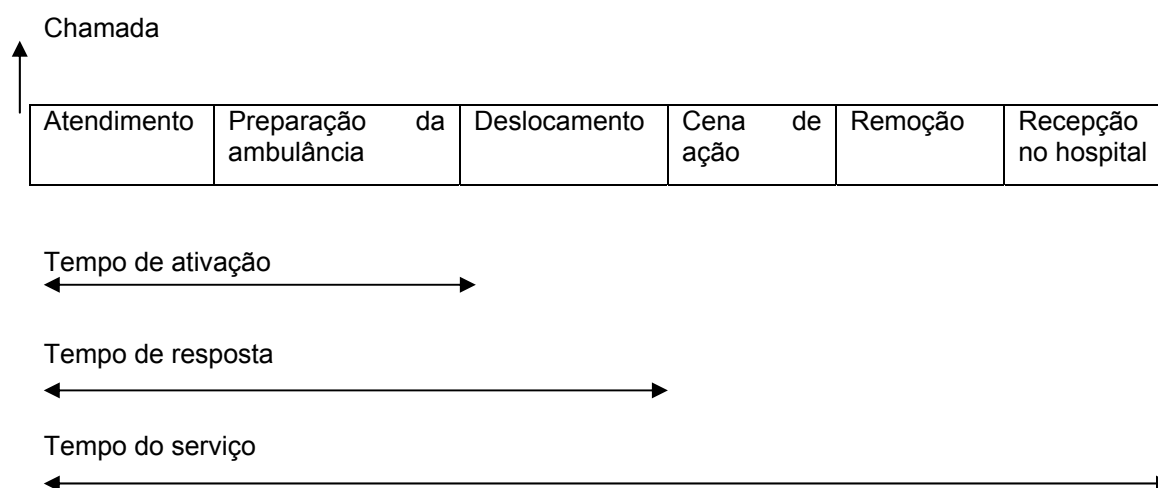 Chamada
Atendimento
Preparação da
ambulância
Deslocamento
Cena de
ação
Remoção
Recepção
no hospital
Tempo de ativação
Tempo de resposta
Tempo do serviço